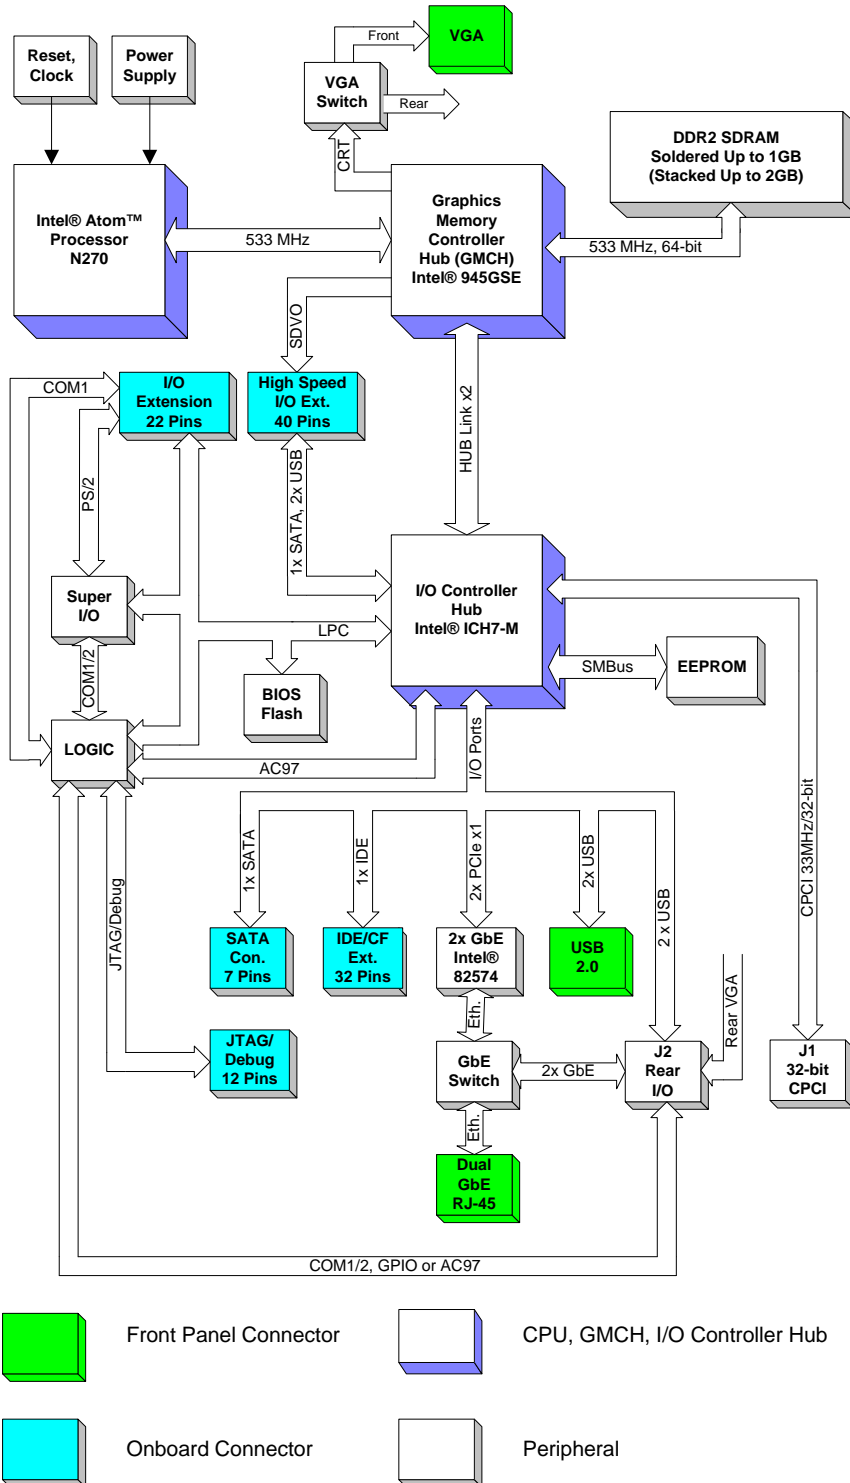 Front
VGA
Reset,
Clock
Power
Supply
VGA
Switch
Rear
CRT
DDR2 SDRAM
Soldered Up to 1GB
(Stacked Up to 2GB)
Intel® Atom™
Processor
N270
533 MHz
Graphics
Memory
Controller
Hub (GMCH)
Intel® 945GSE
533 MHz, 64-bit
SDVO
COM1
I/O
Extension
22 Pins
High Speed
I/O Ext.
40 Pins
HUB Link x2
PS/2
1x SATA, 2x USB
Super
I/O
I/O Controller
Hub
Intel® ICH7-M
LPC
COM1/2
BIOS
Flash
SMBus
EEPROM
LOGIC
AC97
I/O Ports
CPCI 33MHz/32-bit
JTAG/Debug
1x SATA
1x IDE
2x PCIe x1
2x USB
2 x USB
SATA
Con.
7 Pins
IDE/CF
Ext.
32 Pins
2x GbE
Intel®
82574
USB
2.0
Rear VGA
Eth.
JTAG/
Debug
12 Pins
GbE
Switch
2x GbE
J2
Rear
I/O
J1
32-bit
CPCI
Eth.
Dual
GbE
RJ-45
COM1/2, GPIO or AC97
Front Panel Connector
CPU, GMCH, I/O Controller Hub
Onboard Connector
Peripheral